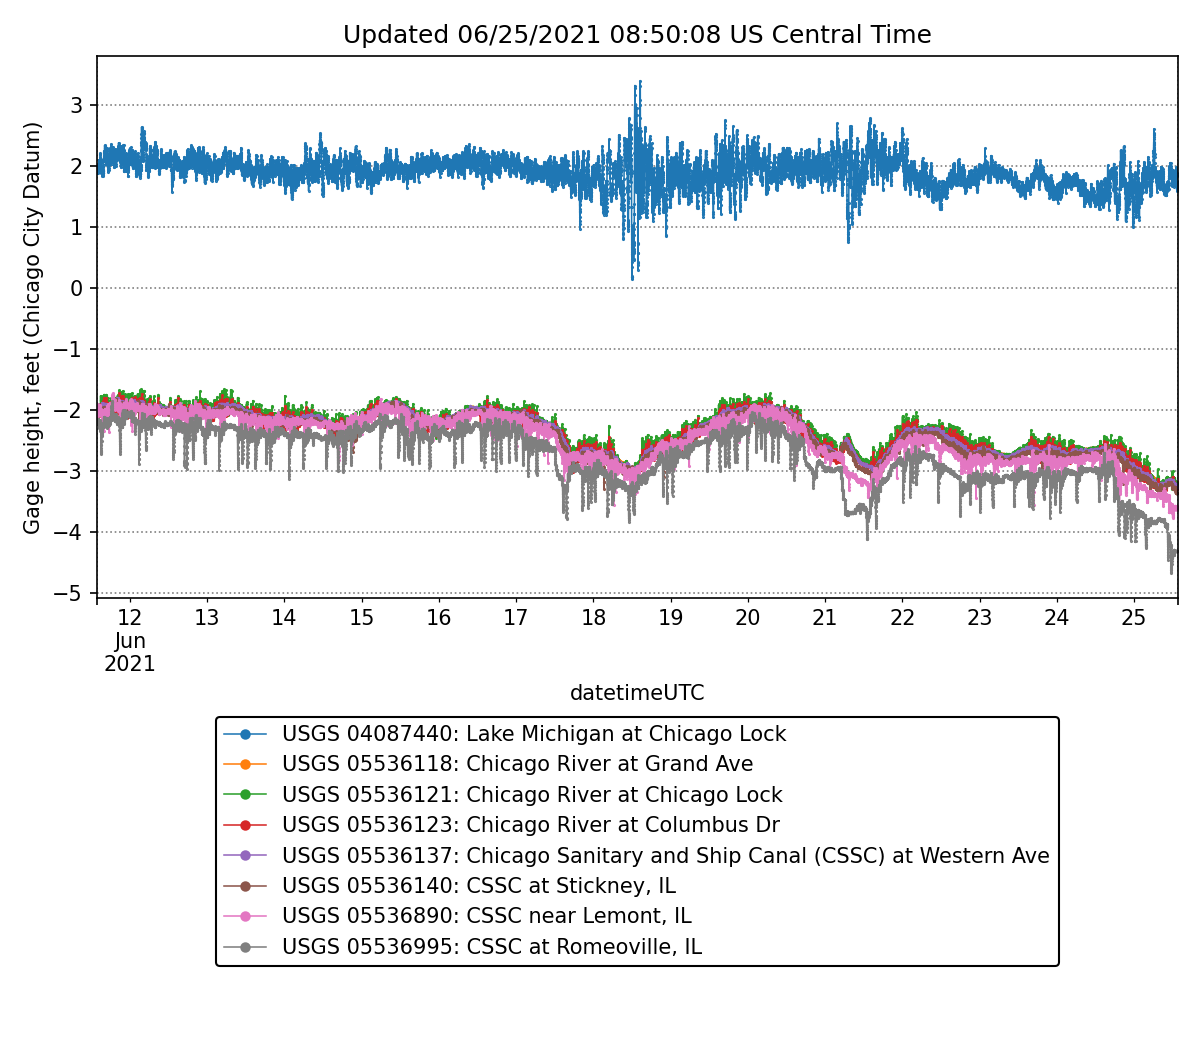 Updated 06/25/2021 08:50:08 US Central Time
Gage height, feet (Chicago City Datum)
3
2
1
0
−1
−2
−3
−4
−5
12 13 14 15 16 17 18 19 20 21 22 23 24 25
Jun
2021
datetimeUTC
USGS 04087440: Lake Michigan at Chicago Lock
USGS 05536118: Chicago River at Grand Ave
USGS 05536121: Chicago River at Chicago Lock
USGS 05536123: Chicago River at Columbus Dr
USGS 05536137: Chicago Sanitary and Ship Canal (CSSC) at Western Ave
USGS 05536140: CSSC at Stickney, IL
USGS 05536890: CSSC near Lemont, IL
USGS 05536995: CSSC at Romeoville, IL